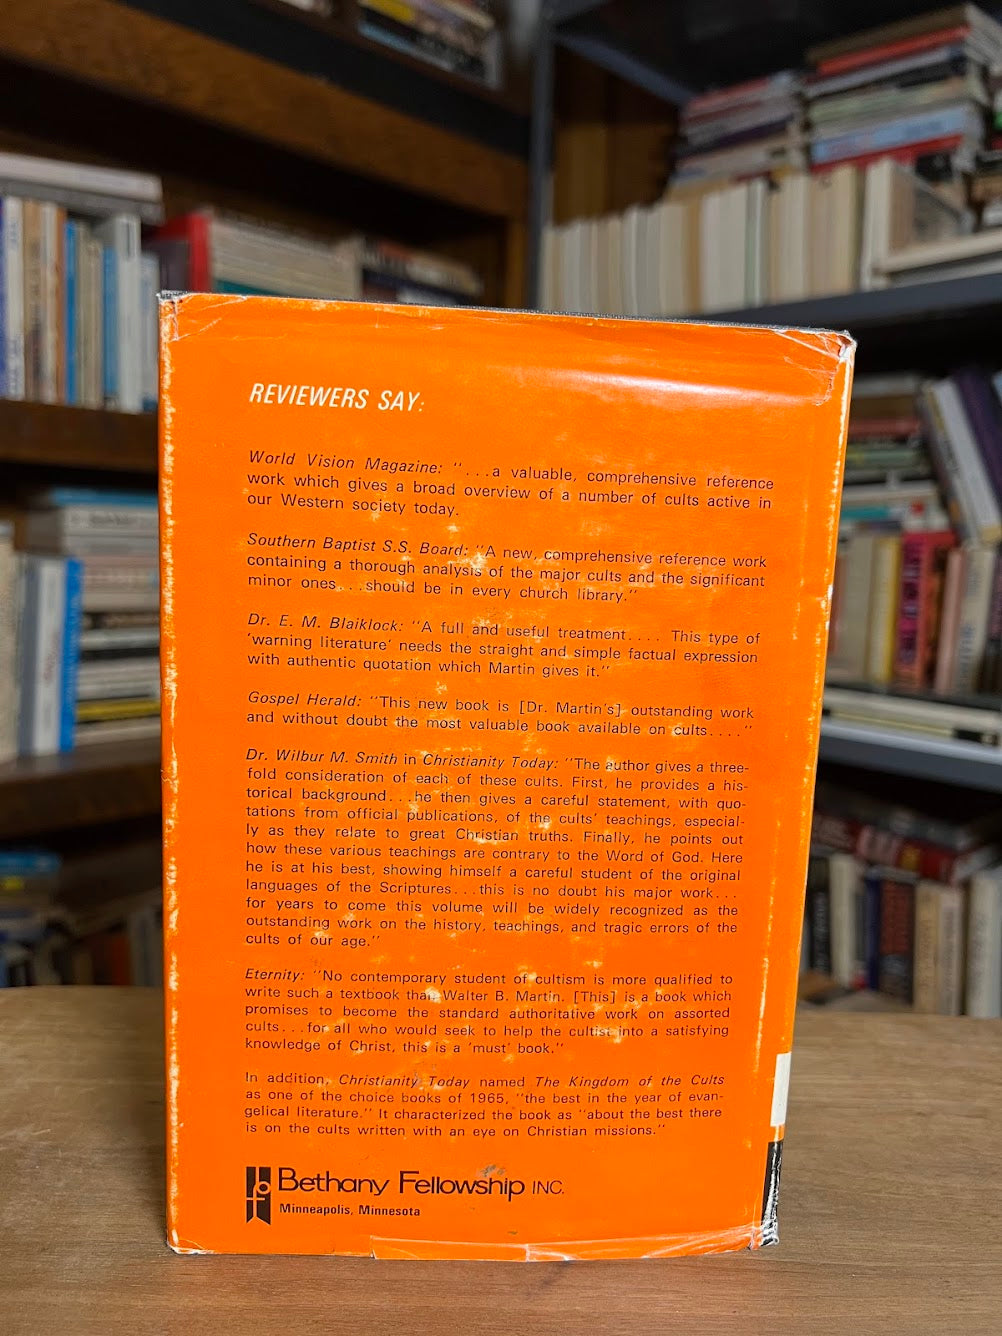 REVIEWERS SAY:
World Vision Magazine: "...a valuable, comprehensive reference
work which gives a broad overview of a number of cults active in
our Western society today.
Southern Baptist S.S. Board: "A new, comprehensive reference work
containing a thorough analysis of the major cults and the significant
minor ones...should be in every church library."
Dr. E. M. Blaiklock: "A full and useful treatment.... This type of
'warning literature' needs the straight and simple factual expression
with authentic quotation which Martin gives it."
Gospel Herald: "This new book is [Dr. Martin's] outstanding work
and without doubt the most valuable book available on cults...."
Dr. Wilbur M. Smith in Christianity Today: "The author gives a three-
fold consideration of each of these cults. First, he provides a his-
torical background...he then gives a careful statement, with quo-
tations from official publications, of the cults' teachings, especial-
ly as they relate to great Christian truths. Finally, he points out
how these various teachings are contrary to the Word of God. Here
he is at his best, showing himself a careful student of the original
languages of the Scriptures...this is no doubt his major work...
for years to come this volume will be widely recognized as the
outstanding work on the history, teachings, and tragic errors of the
cults of our age."
Eternity: "No contemporary student of cultism is more qualified to
write such a textbook than Walter B. Martin. [This] is a book which
promises to become the standard authoritative work on assorted
cults...for all who would seek to help the cultist into a satisfying
knowledge of Christ, this is a 'must' book."
In addition, Christianity Today named The Kingdom of the Cults
as one of the choice books of 1965, "the best in the year of evan-
gelical literature." It characterized the book as "about the best there
is on the cults written with an eye on Christian missions."
Bethany Fellowship INC.
Minneapolis, Minnesota